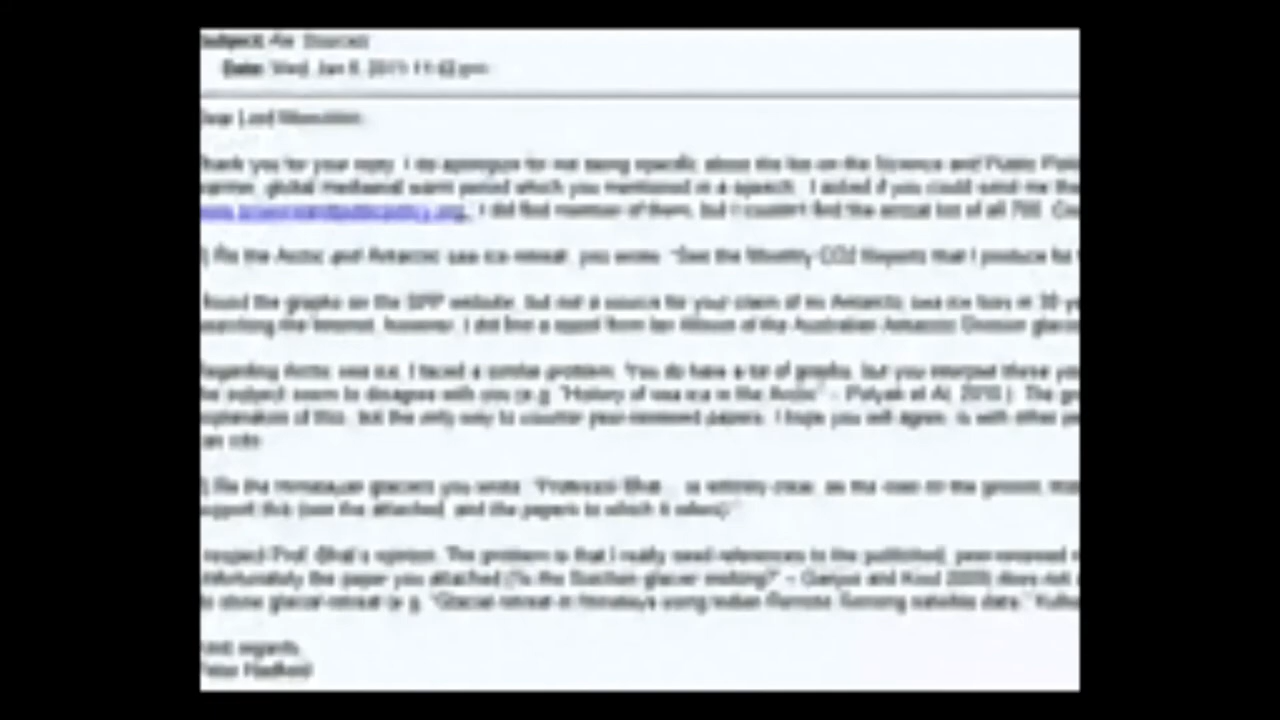 Subject: Re: Sources
Date: Wed, Jan 5, 2011 11:42 pm
Dear Lord Monckton,
Thank you for your reply. I do apologize for not being specific about the list on the Science and Public
warmer, global mediaeval warm period which you mentioned in a speech. I asked if you could send me the
www.scienceandpublicpolicy.org. I did find of them, but I couldn't find the actual list of all 700.
Re the Arctic and Antarctic sea ice retreat, you wrote: "See the Monthly CO2 Reports that I produce for
found the graphs on the SPP website, but not a source for your claim of no Antarctic sea ice loss in 30
searching the Internet, however, I did find a report from Ian Allison of the Australian Antarctic Division
Regarding Arctic sea ice, I faced a similar problem. You do have a lot of graphs, but you interpret these
the subject seem to disagree with you (e.g. "History of sea ice in the Arctic" - Polyak et Al, 2010.). The
explanation of this, but the only way to counter peer-reviewed papers, I hope you will agree, is with other
can cite.
Re the Himalayan glaciers you wrote: "Professor Bhat... is entirely clear, as the man on the ground, that
support this (see the attached, and the papers to which it refers)."
respect Prof. Bhat's opinion. The problem is that I really need references to the published, peer-reviewed
Unfortunately the paper you attached ("Is the Siachen glacier melting?" - Ganjoo and Koul 2009) does not
to show glacial retreat (e.g. "Glacial retreat in Himalaya using Indian Remote Sensing satellite data."
Kind regards,
Peter Hadfield